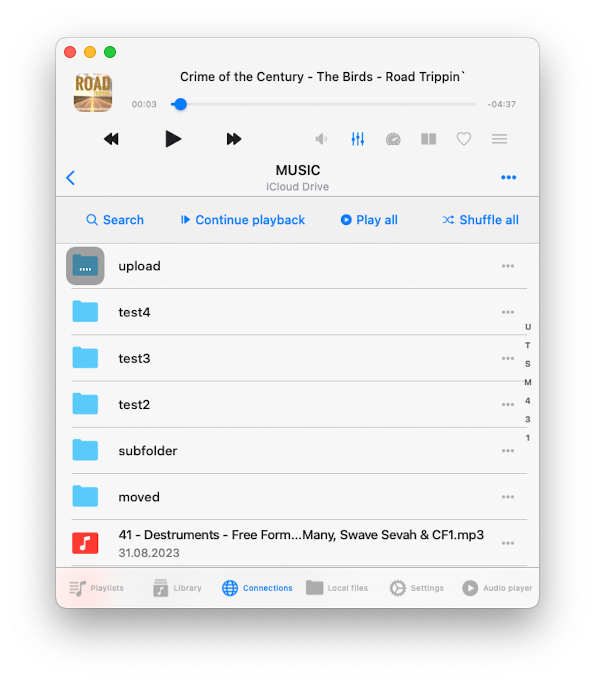 ROAD
Crime of the Century - The Birds - Road Trippin`
00:03
-04:37
MUSIC
iCloud Drive
Search
Continue playback
Play all
Shuffle all
upload
test4
test3
test2
subfolder
moved
41 - Destruments - Free Form...Many, Swave Sevah & CF1.mp3
31.08.2023
U
T
S
M
4
3
1
Playlists
Library
Connections
Local files
Settings
Audio player